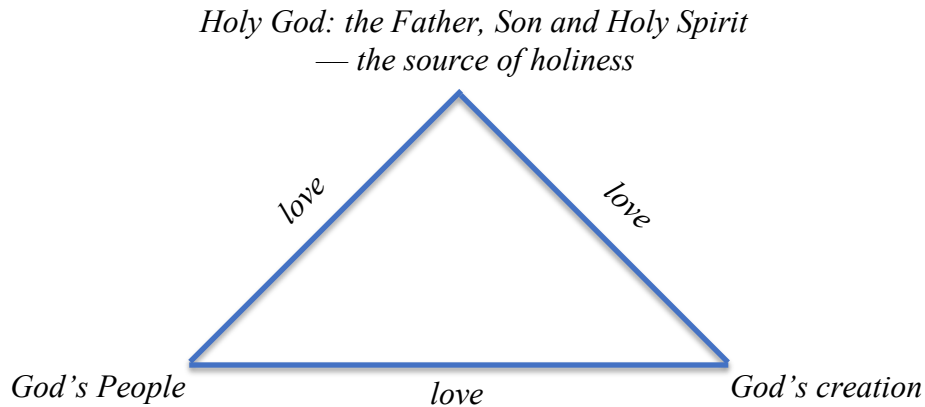 Holy God: the Father, Son and Holy Spirit
— the source of holiness
love
love
God’s People
love
God’s creation